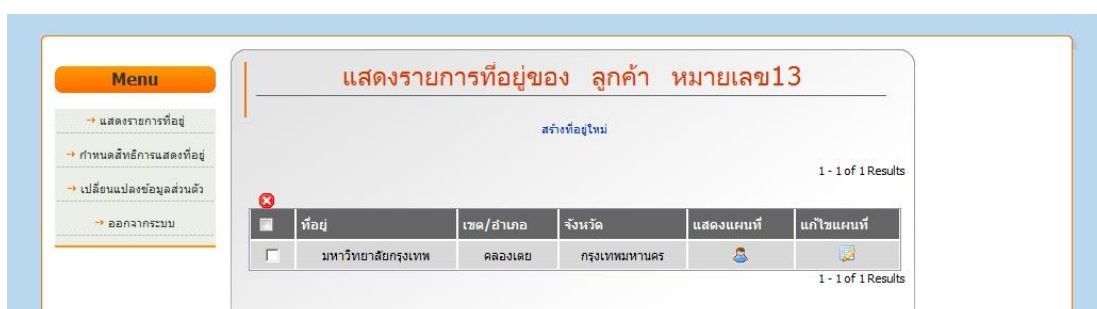 Menu
แสดงรายการที่อยู่
กำหนดสิทธิการแสดงที่อยู่
เปลี่ยนแปลงข้อมูลส่วนตัว
ออกจากระบบ
แสดงรายการที่อยู่ของ ลูกค้า หมายเลข13
สร้างที่อยู่ใหม่
1 - 1 of 1 Results
ที่อยู่ เขต/อำเภอ จังหวัด แสดงแผนที่ แก้ไขแผนที่
มหาวิทยาลัยกรุงเทพ คลองเตย กรุงเทพมหานคร
1 - 1 of 1 Results